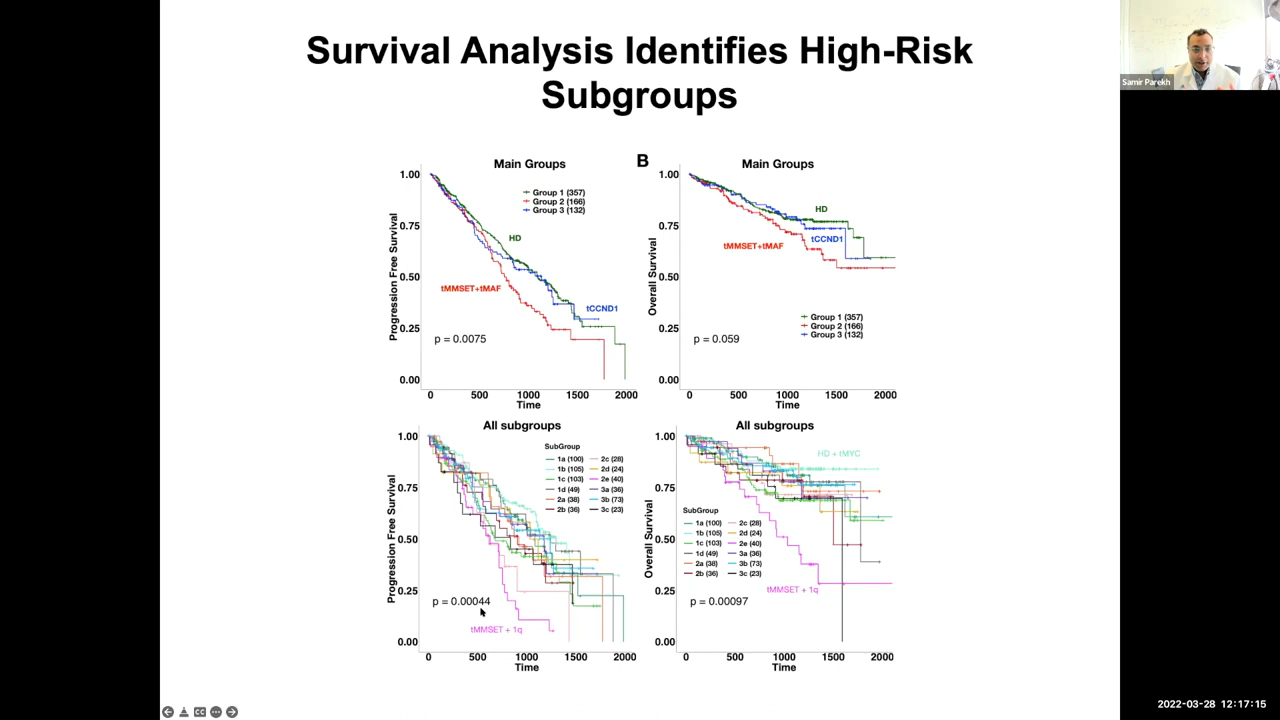 Survival Analysis Identifies High-Risk
Subgroups
Samir Parekh
Main Groups
Progression Free Survival
1.00
0.75
0.50
0.25
0.00
Group 1 (357)
Group 2 (166)
Group 3 (132)
HD
tMMSET+tMAF
tCCND1
p = 0.0075
0 500 1000 1500 2000
Time
B
Main Groups
Overall Survival
1.00
0.75
0.50
0.25
0.00
HD
tCCND1
tMMSET+tMAF
Group 1 (357)
Group 2 (166)
Group 3 (132)
p = 0.059
0 500 1000 1500 2000
Time
All subgroups
Progression Free Survival
1.00
0.75
0.50
0.25
0.00
SubGroup
1a (100) 2c (28)
1b (105) 2d (24)
1c (103) 2e (40)
1d (49) 3a (36)
2a (38) 3b (73)
2b (36) 3c (23)
p = 0.00044
tMMSET + 1q
0 500 1000 1500 2000
Time
All subgroups
Overall Survival
1.00
0.75
0.50
0.25
0.00
HD + tMYC
SubGroup
1a (100) 2c (28)
1b (105) 2d (24)
1c (103) 2e (40)
1d (49) 3a (36)
2a (38) 3b (73)
2b (36) 3c (23)
tMMSET + 1q
p = 0.00097
0 500 1000 1500 2000
Time
CC
2022-03-28 12:17:15